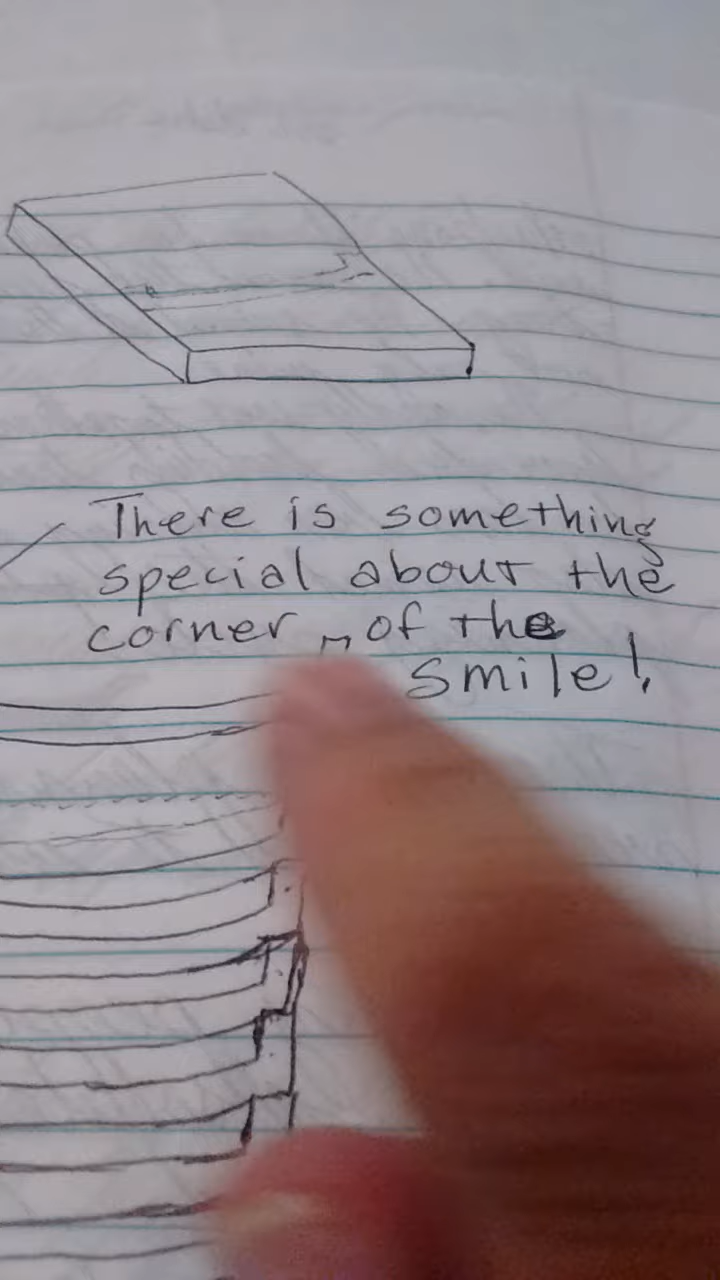 There is something
special about the
corner of the
smile!